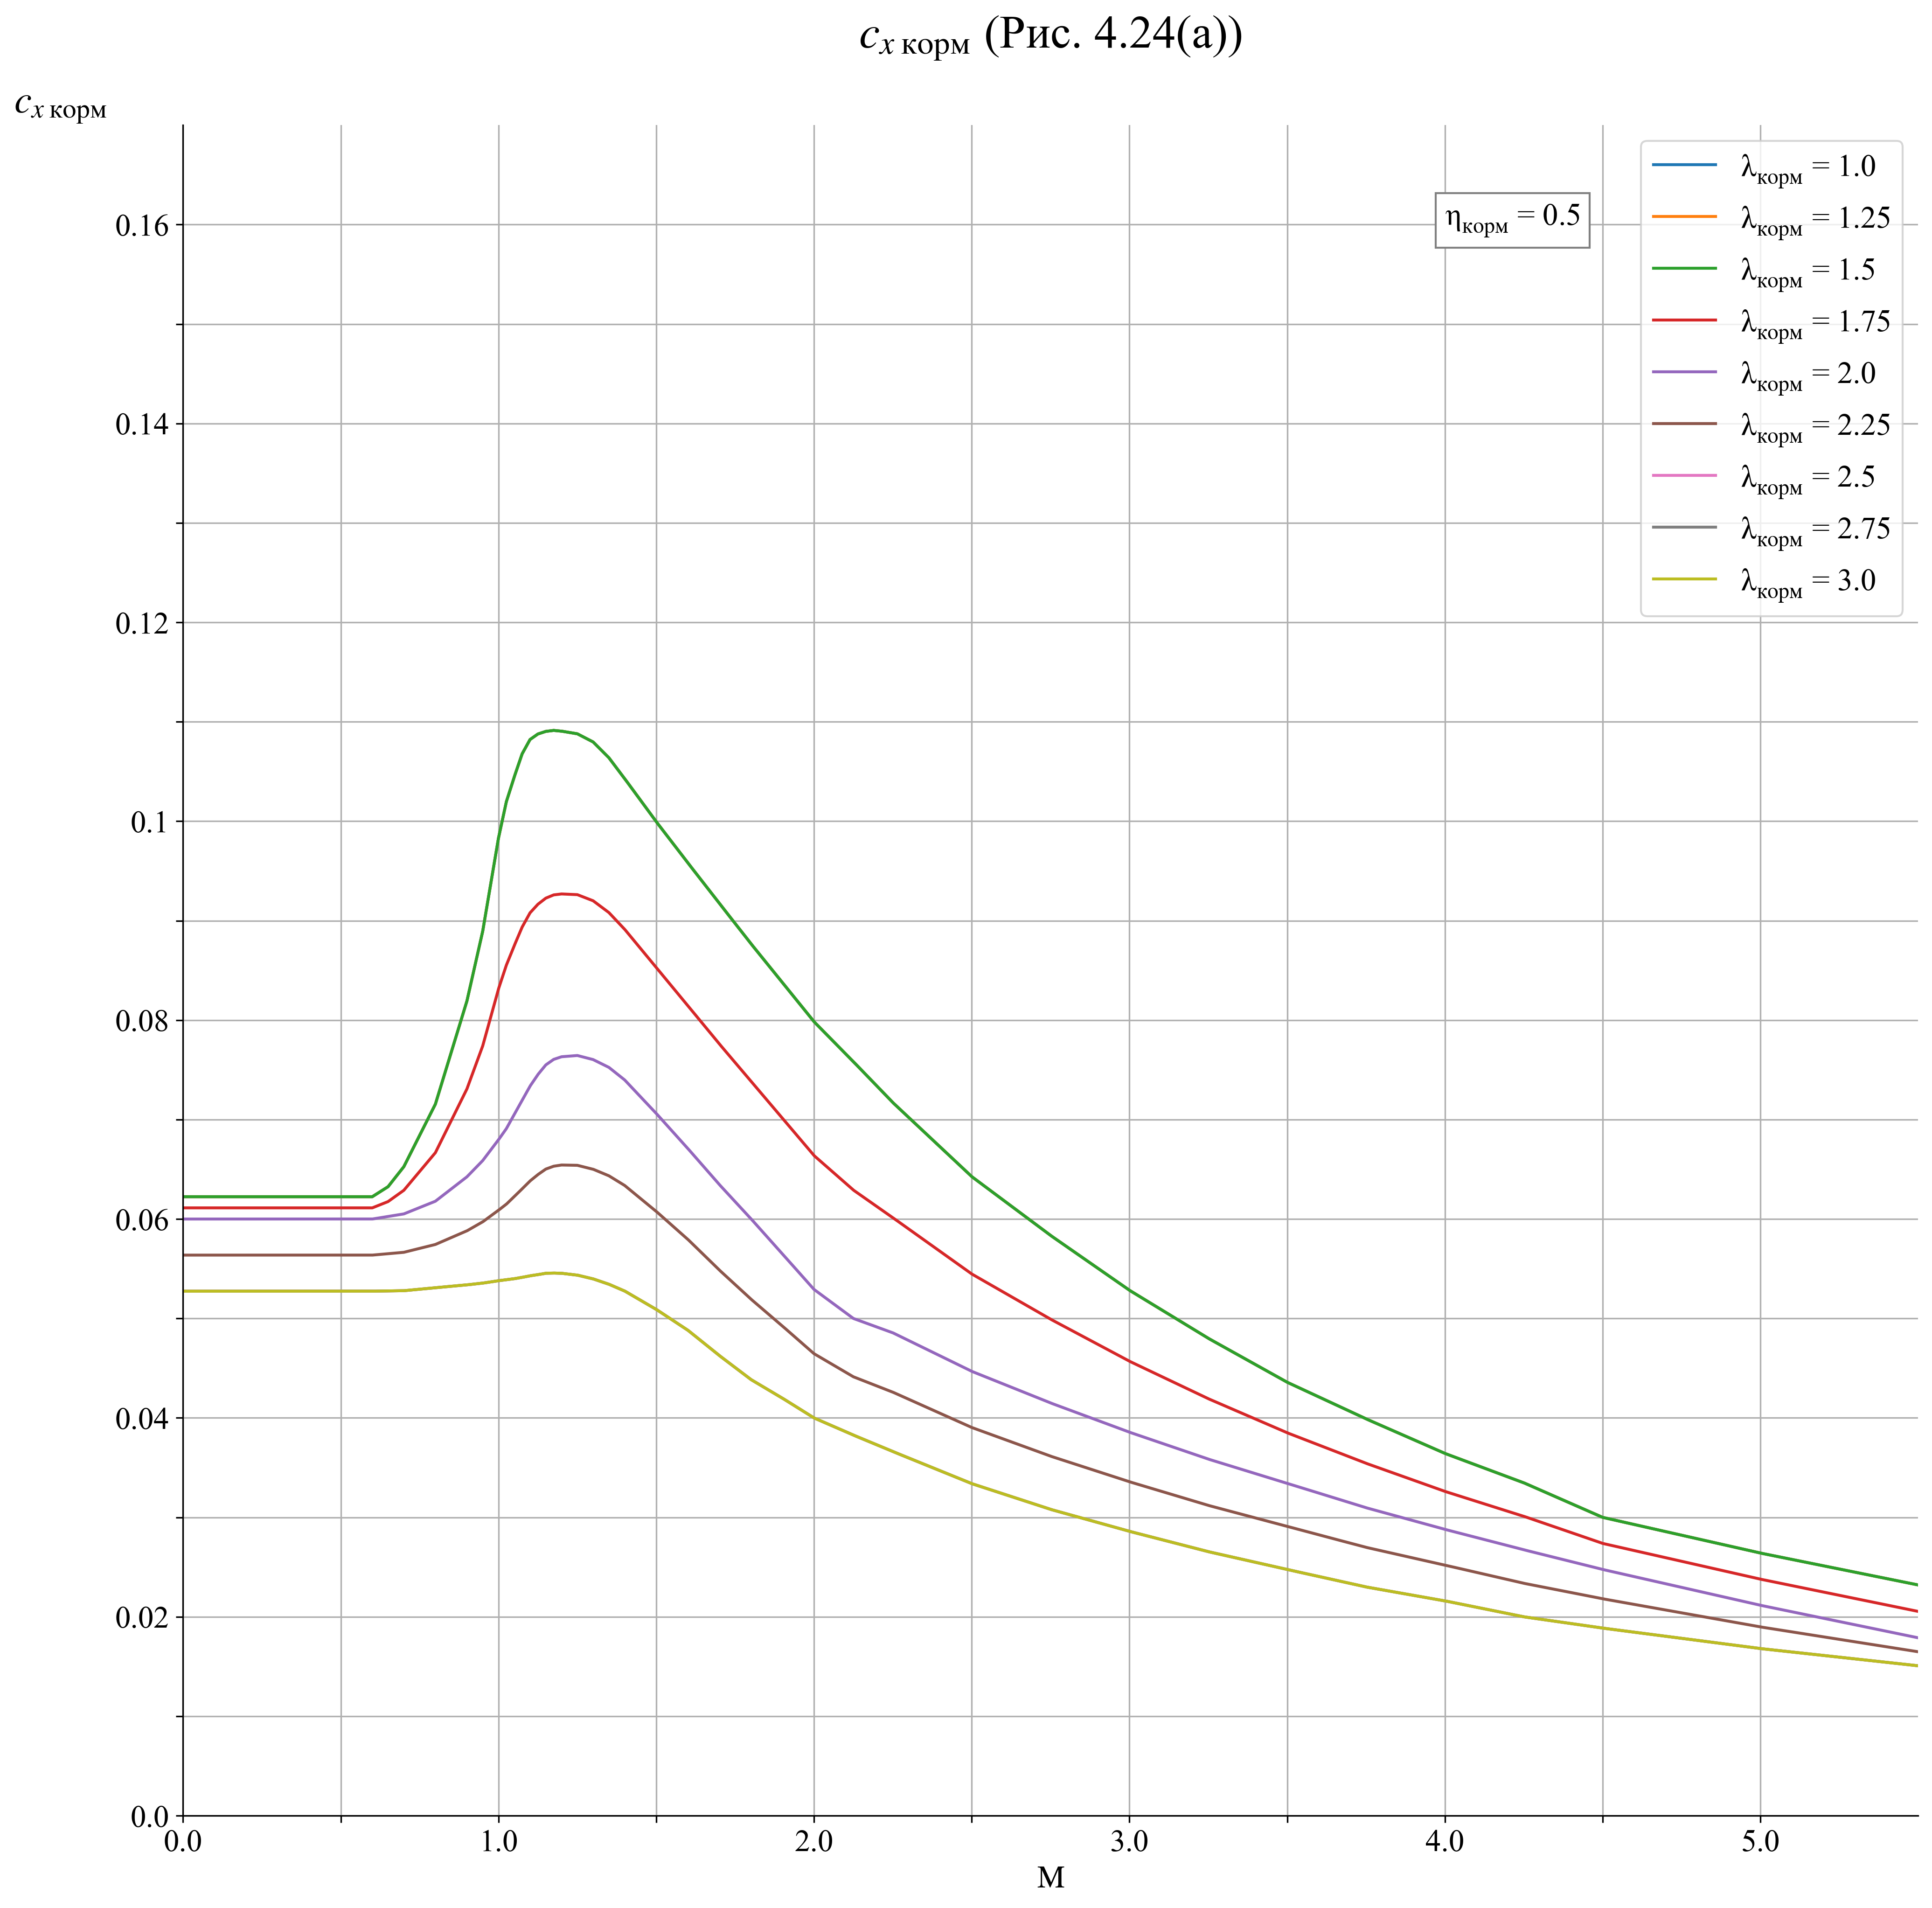 c_x корм (Рис. 4.24(а))
c_x корм
0.16
0.14
0.12
0.1
0.08
0.06
0.04
0.02
0.0
η_корм = 0.5
λ_корм = 1.0
λ_корм = 1.25
λ_корм = 1.5
λ_корм = 1.75
λ_корм = 2.0
λ_корм = 2.25
λ_корм = 2.5
λ_корм = 2.75
λ_корм = 3.0
0.0 1.0 2.0 3.0 4.0 5.0
М